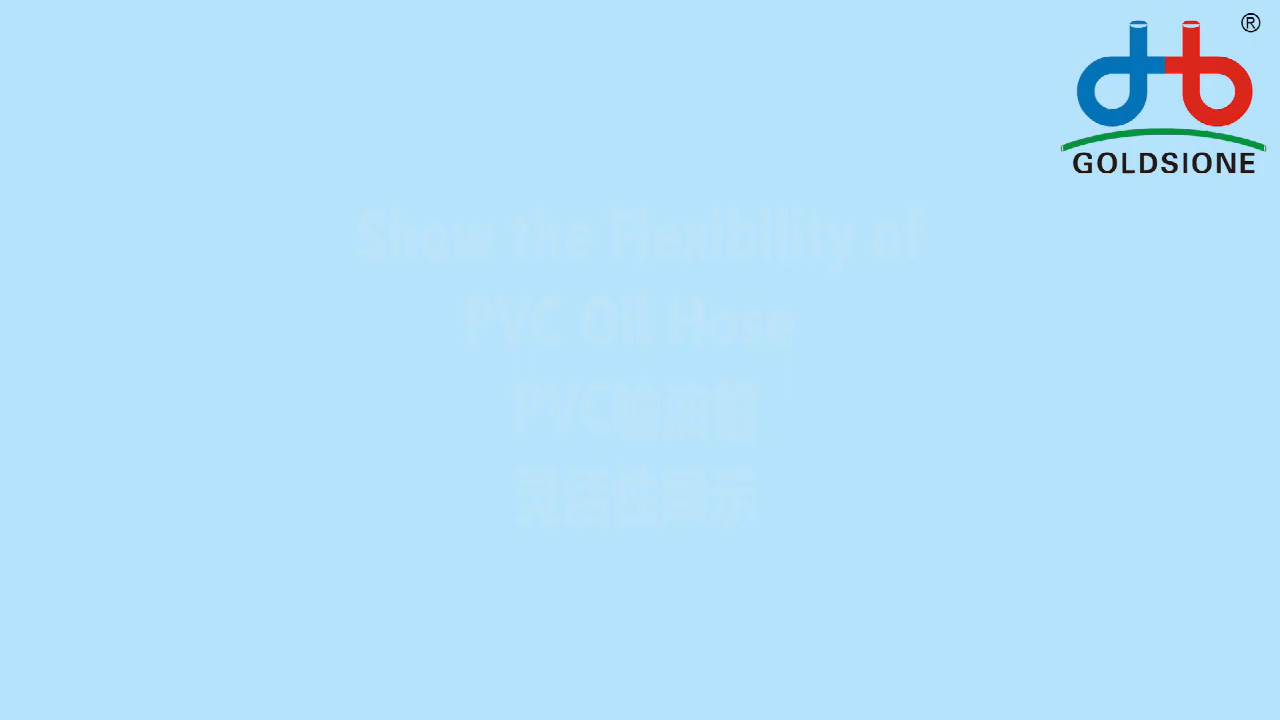 ®
GOLDSIONE
Show the Flexibility of
PVC Oil Hose
PVC输油管
灵活性展示